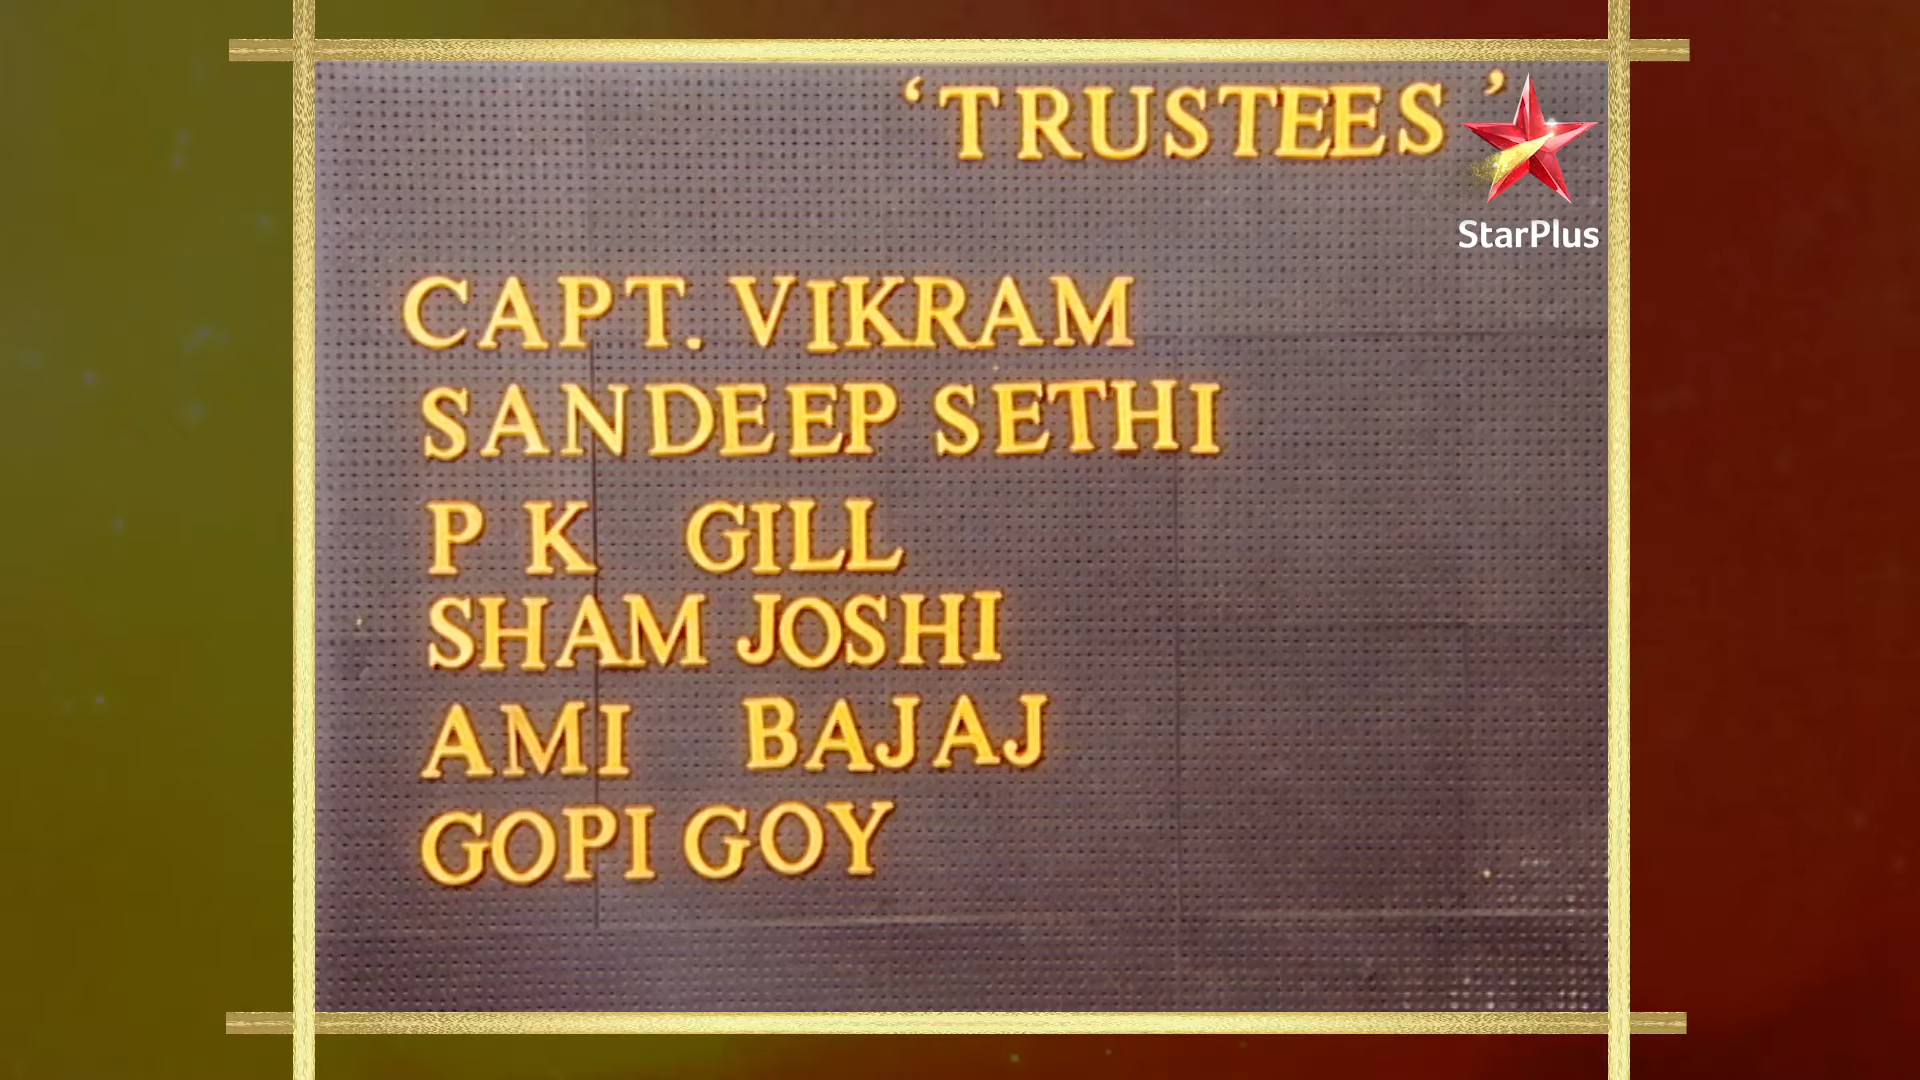 ‘TRUSTEES’
StarPlus
CAPT. VIKRAM
SANDEEP SETHI
P K GILL
SHAM JOSHI
AMI BAJAJ
GOPI GOY